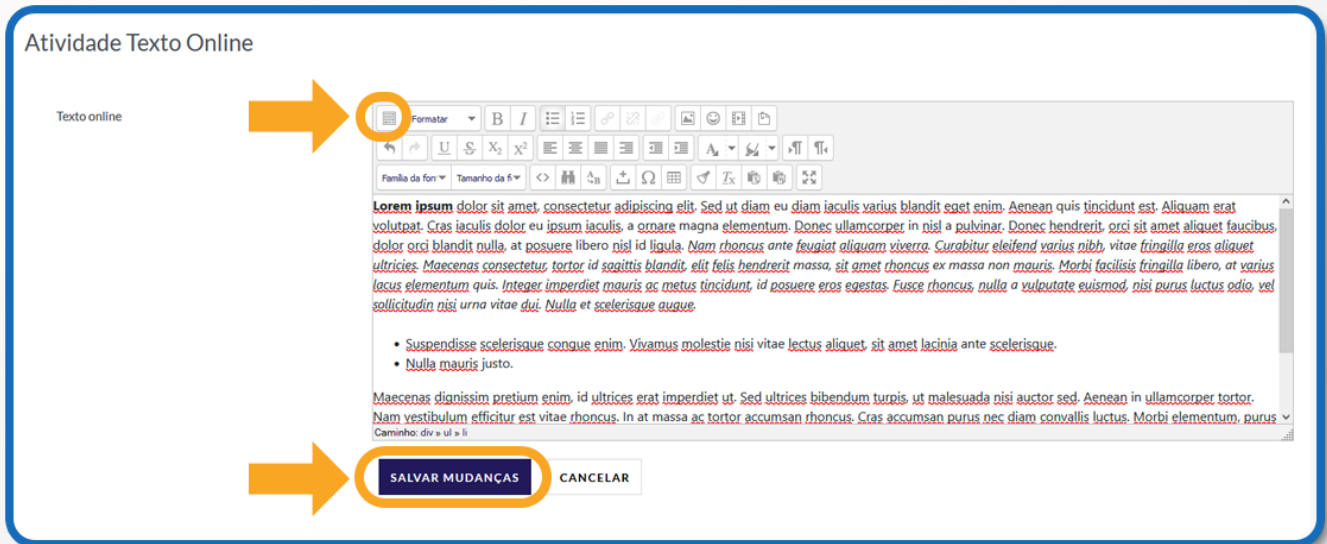 Atividade Texto Online
Texto online
Formatar
Família da fon
Tamanho da f
Lorem ipsum dolor sit amet, consectetur adipiscing elit. Sed ut diam eu diam iaculis varius blandit eget enim. Aenean quis tincidunt est. Aliquam erat
volutpat. Cras iaculis dolor eu ipsum iaculis, a ornare magna elementum. Donec ullamcorper in nisl a pulvinar. Donec hendrerit, orci sit amet aliquet faucibus,
dolor orci blandit nulla, at posuere libero nisl id ligula. Nam rhoncus ante feugiat aliquam viverra. Curabitur eleifend varius nibh, vitae fringilla eros aliquet
ultricies. Maecenas consectetur, tortor id sagittis blandit, elit felis hendrerit massa, sit amet rhoncus ex massa non mauris. Morbi facilisis fringilla libero, at varius
lacus elementum quis. Integer imperdiet mauris ac metus tincidunt, id posuere eros egestas. Fusce rhoncus, nulla a vulputate euismod, nisi purus luctus odio, vel
sollicitudin nisi urna vitae dui. Nulla et scelerisque augue.
• Suspendisse scelerisque congue enim. Vivamus molestie nisi vitae lectus aliquet, sit amet lacinia ante scelerisque.
• Nulla mauris justo.
Maecenas dignissim pretium enim, id ultrices erat imperdiet ut. Sed ultrices bibendum turpis, ut malesuada nisi auctor sed. Aenean in ullamcorper tortor.
Nam vestibulum efficitur est vitae rhoncus. In at massa ac tortor accumsan rhoncus. Cras accumsan purus nec diam convallis luctus. Morbi elementum, purus
Caminho: div » ul » li
SALVAR MUDANÇAS CANCELAR